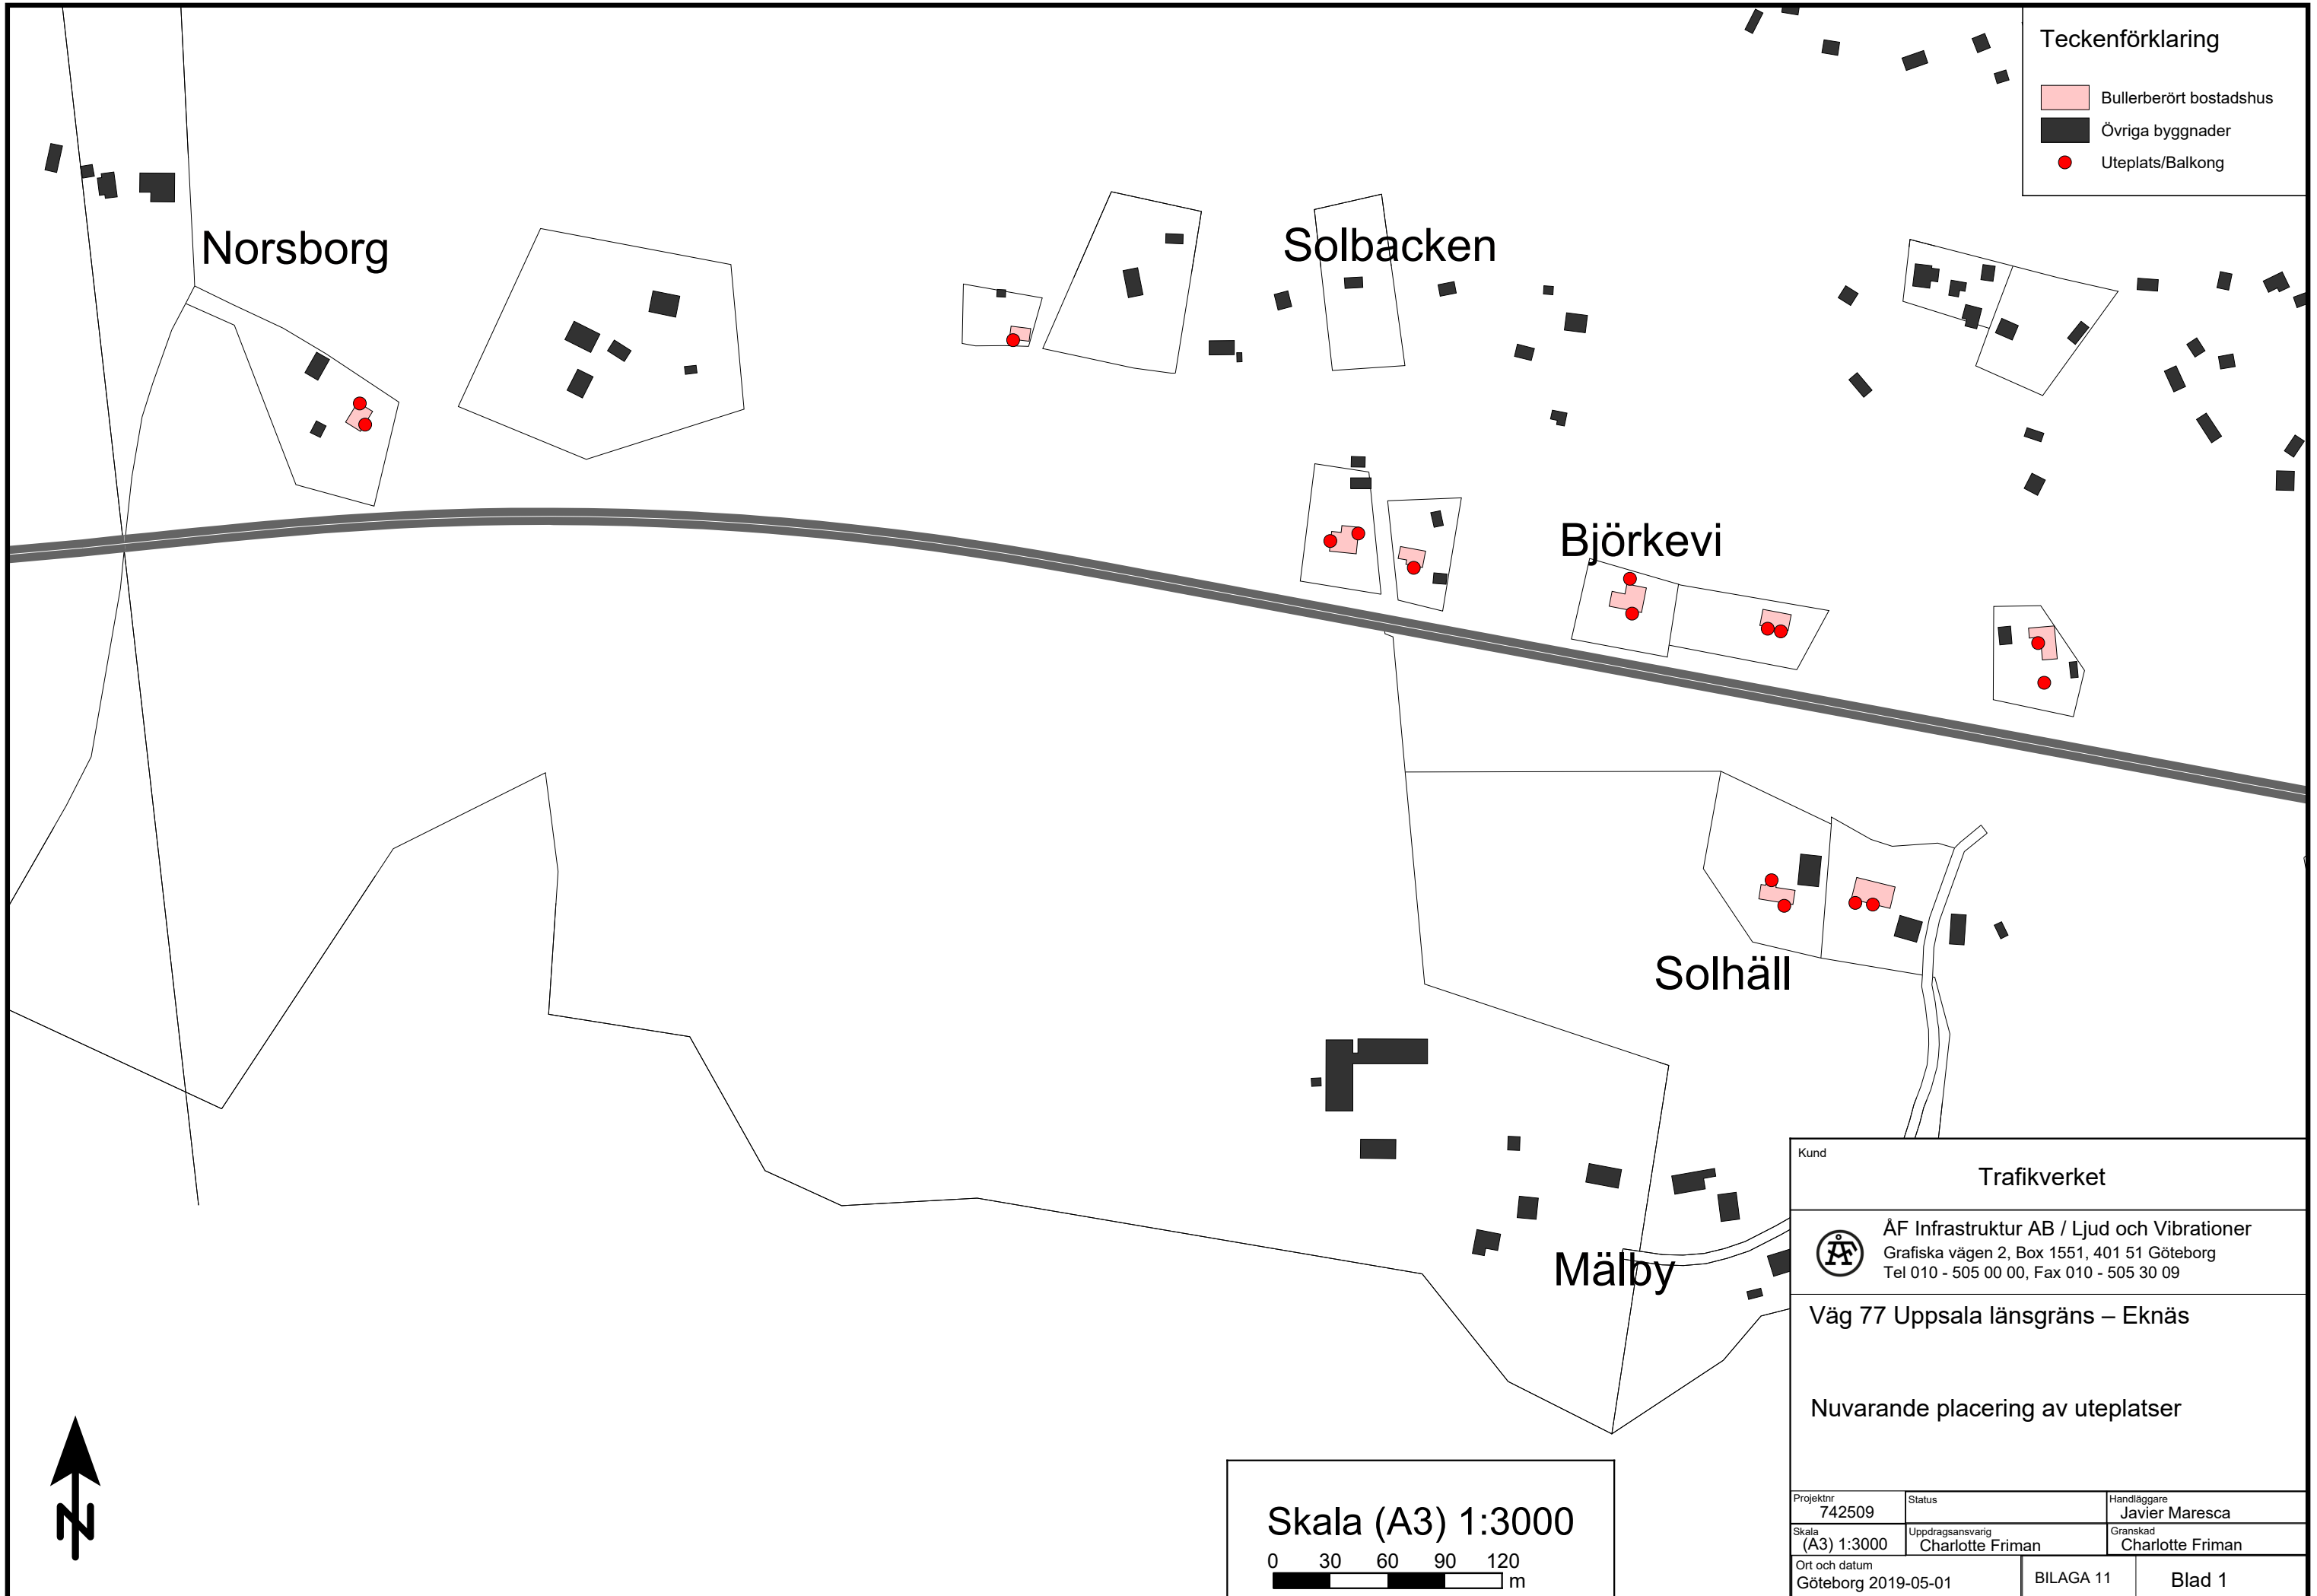 Teckenförklaring
Bullerberört bostadshus
Övriga byggnader
Uteplats/Balkong
Norsborg
Solbacken
Björkevi
Solhäll
Mälby
N
Skala (A3) 1:3000
0 30 60 90 120
m
Kund
Trafikverket
ÅF
ÅF Infrastruktur AB / Ljud och Vibrationer
Grafiska vägen 2, Box 1551, 401 51 Göteborg
Tel 010 - 505 00 00, Fax 010 - 505 30 09
Väg 77 Uppsala länsgräns – Eknäs
Nuvarande placering av uteplatser
Projektnr
742509
Status
Handläggare
Javier Maresca
Skala
(A3) 1:3000
Uppdragsansvarig
Charlotte Friman
Granskad
Charlotte Friman
Ort och datum
Göteborg 2019-05-01
BILAGA 11
Blad 1